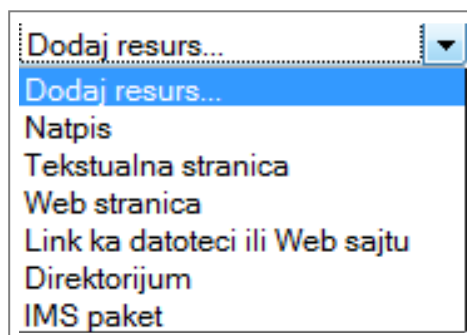 Dodaj resurs...
Dodaj resurs...
Natpis
Tekstualna stranica
Web stranica
Link ka datoteci ili Web sajtu
Direktorijum
IMS paket